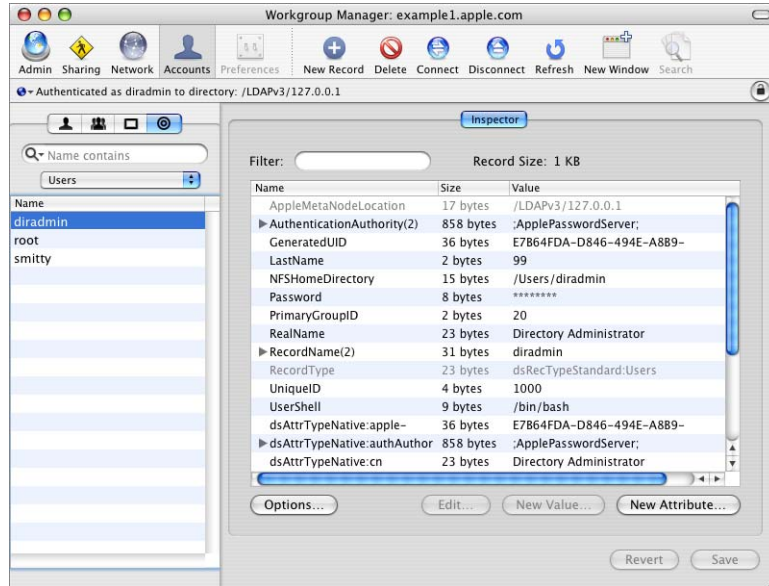 Workgroup Manager: example1.apple.com
Admin Sharing Network Accounts Preferences New Record Delete Connect Disconnect Refresh New Window Search
Authenticated as diradmin to directory: /LDAPv3/127.0.0.1
Inspector
Name contains
Users
Name
diradmin
root
smitty
Filter: Record Size: 1 KB
Name Size Value
AppleMetaNodeLocation 17 bytes /LDAPv3/127.0.0.1
AuthenticationAuthority(2) 858 bytes ;ApplePasswordServer;
GeneratedUID 36 bytes E7B64FDA-D846-494E-A8B9-
LastName 2 bytes 99
NFSHomeDirectory 15 bytes /Users/diradmin
Password 8 bytes ********
PrimaryGroupID 2 bytes 20
RealName 23 bytes Directory Administrator
RecordName(2) 31 bytes diradmin
RecordType 23 bytes dsRecTypeStandard:Users
UniqueID 4 bytes 1000
UserShell 9 bytes /bin/bash
dsAttrTypeNative:apple- 36 bytes E7B64FDA-D846-494E-A8B9-
dsAttrTypeNative:authAuthor 858 bytes ;ApplePasswordServer;
dsAttrTypeNative:cn 23 bytes Directory Administrator
Options... Edit... New Value... New Attribute...
Revert Save